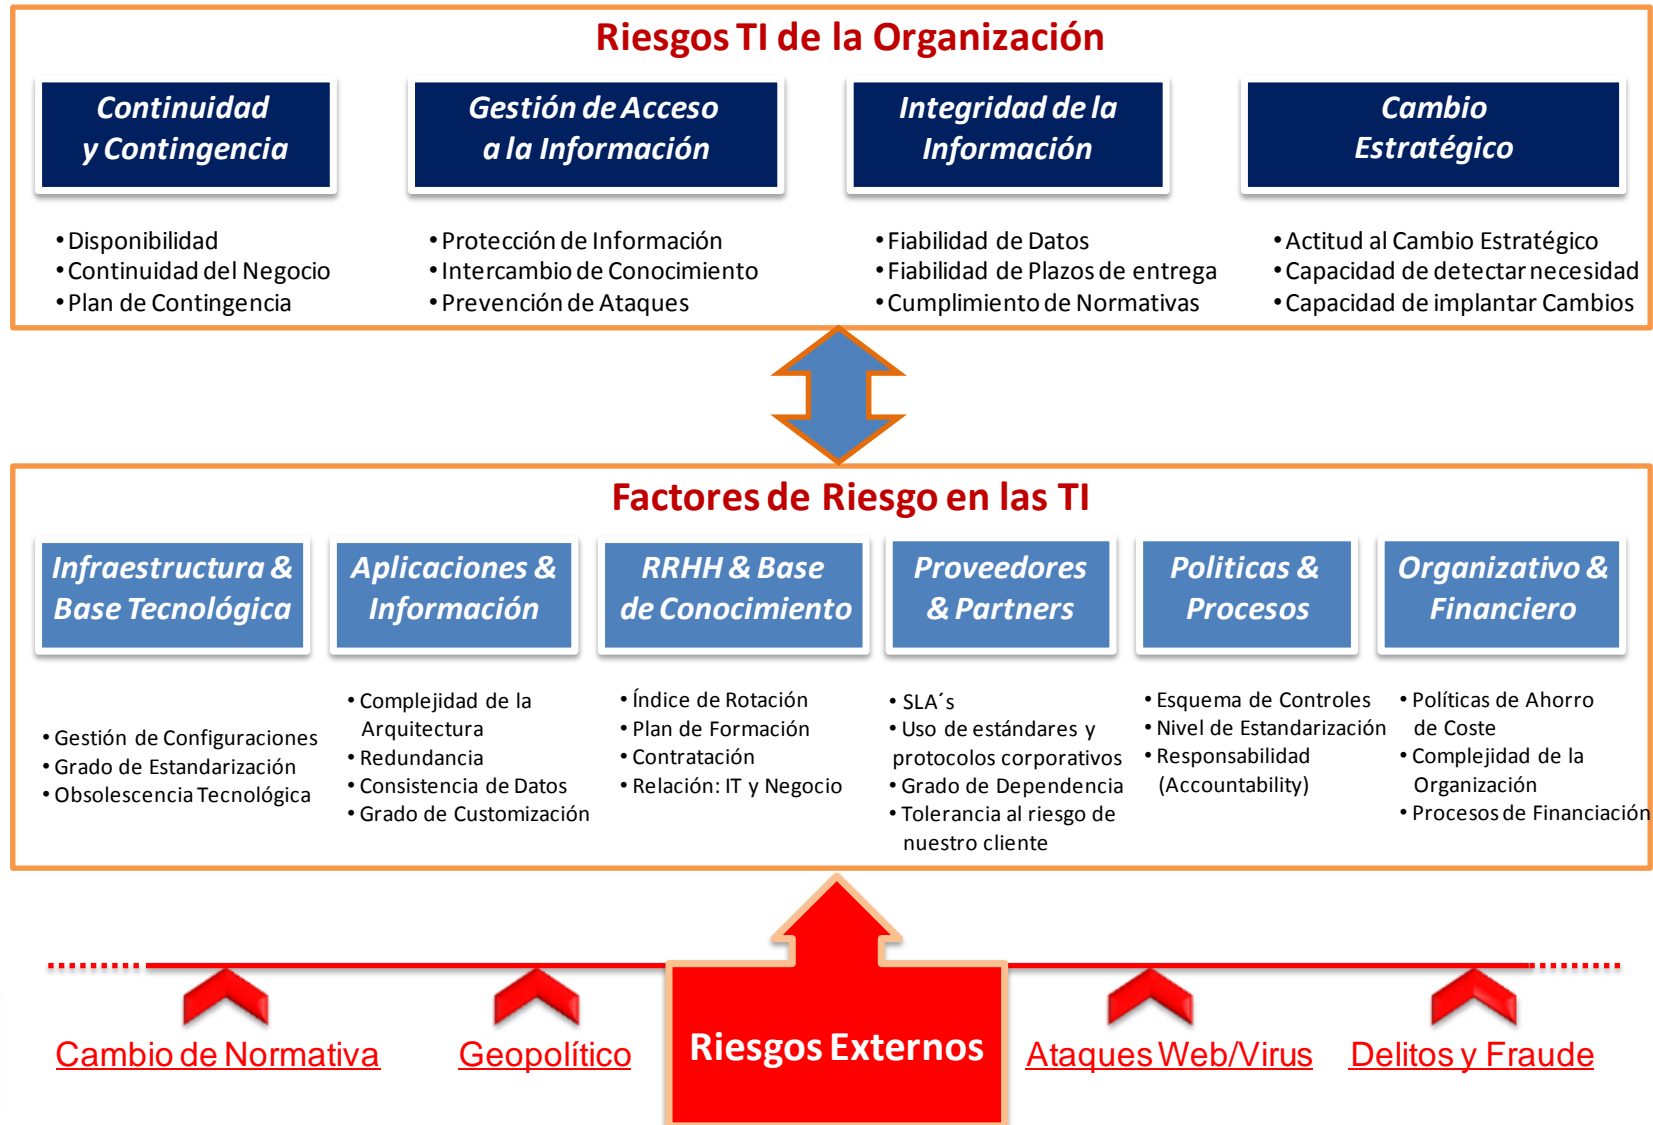 Riesgos TI de la Organización
Continuidad
y Contingencia
• Disponibilidad
• Continuidad del Negocio
• Plan de Contingencia
Gestión de Acceso
a la Información
• Protección de Información
• Intercambio de Conocimiento
• Prevención de Ataques
Integridad de la
Información
• Fiabilidad de Datos
• Fiabilidad de Plazos de entrega
• Cumplimiento de Normativas
Cambio
Estratégico
• Actitud al Cambio Estratégico
• Capacidad de detectar necesidad
• Capacidad de implantar Cambios
Factores de Riesgo en las TI
Infraestructura &
Base Tecnológica
• Gestión de Configuraciones
• Grado de Estandarización
• Obsolescencia Tecnológica
Aplicaciones &
Información
• Complejidad de la
Arquitectura
• Redundancia
• Consistencia de Datos
• Grado de Customización
RRHH & Base
de Conocimiento
• Índice de Rotación
• Plan de Formación
• Contratación
• Relación: IT y Negocio
Proveedores
& Partners
• SLA´s
• Uso de estándares y
protocolos corporativos
• Grado de Dependencia
• Tolerancia al riesgo de
nuestro cliente
Politicas &
Procesos
• Esquema de Controles
• Nivel de Estandarización
• Responsabilidad
(Accountability)
Organizativo &
Financiero
• Políticas de Ahorro
de Coste
• Complejidad de la
Organización
• Procesos de Financiación
Cambio de Normativa
Geopolítico
Riesgos Externos
Ataques Web/Virus
Delitos y Fraude